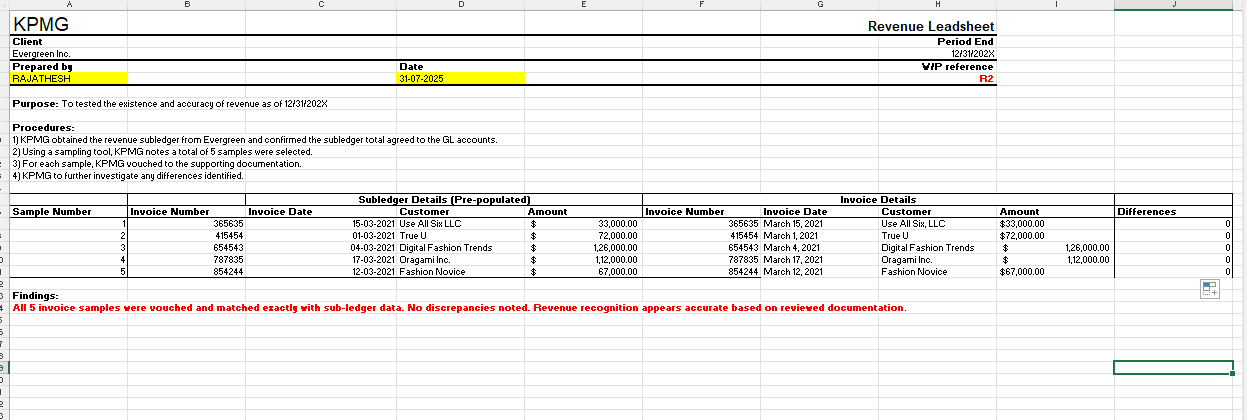 A B C D E F G H I J
KPMG Revenue Leadsheet
Client Period End
Evergreen Inc. 12/31/202X
Prepared by Date W/P reference
RAJATHESH 31-07-2025 R2
Purpose: To tested the existence and accuracy of revenue as of 12/31/202X
Procedures:
1) KPMG obtained the revenue subledger from Evergreen and confirmed the subledger total agreed to the GL accounts.
2) Using a sampling tool, KPMG notes a total of 5 samples were selected.
3) For each sample, KPMG vouched to the supporting documentation.
4) KPMG to further investigate any differences identified.
Subledger Details (Pre-populated) Invoice Details
Sample Number Invoice Number Invoice Date Customer Amount Invoice Number Invoice Date Customer Amount Differences
1 365635 15-03-2021 Use All Six LLC $ 33,000.00 365635 March 15, 2021 Use All Six, LLC $33,000.00 0
2 415454 01-03-2021 True U $ 72,000.00 415454 March 1, 2021 True U $72,000.00 0
3 654543 04-03-2021 Digital Fashion Trends $ 1,26,000.00 654543 March 4, 2021 Digital Fashion Trends $ 1,26,000.00 0
4 787835 17-03-2021 Oragami Inc. $ 1,12,000.00 787835 March 17, 2021 Oragami Inc. $ 1,12,000.00 0
5 854244 12-03-2021 Fashion Novice $ 67,000.00 854244 March 12, 2021 Fashion Novice $67,000.00 0
Findings:
All 5 invoice samples were vouched and matched exactly with sub-ledger data. No discrepancies noted. Revenue recognition appears accurate based on reviewed documentation.